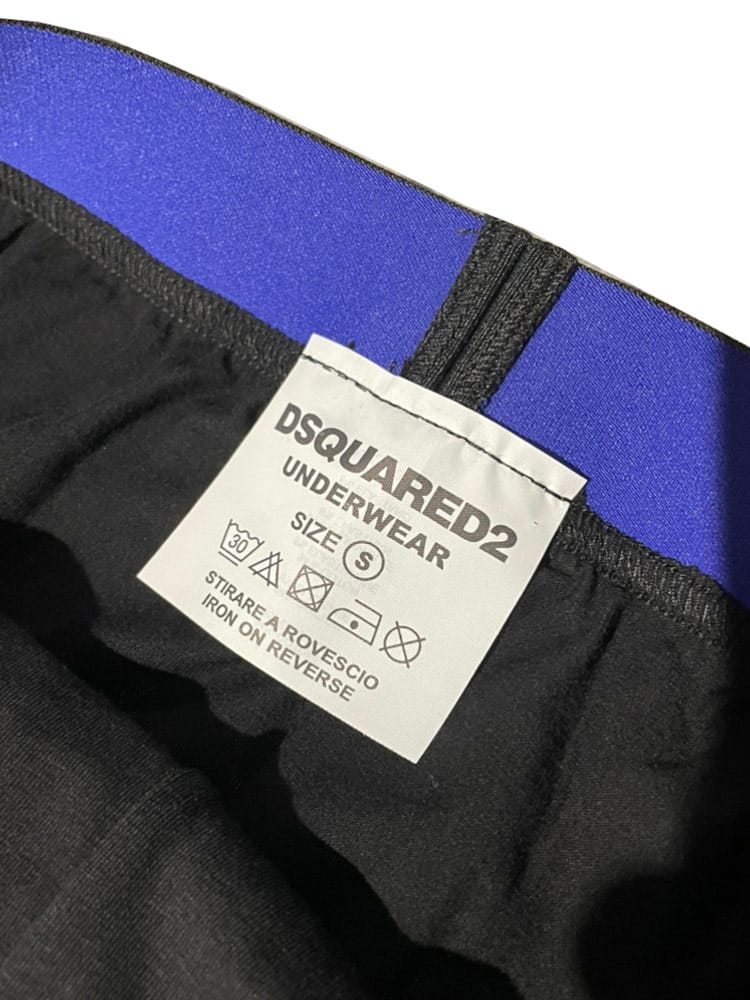 DSQUARED2
UNDERWEAR
SIZE S
30
STIRARE A ROVESCIO
IRON ON REVERSE